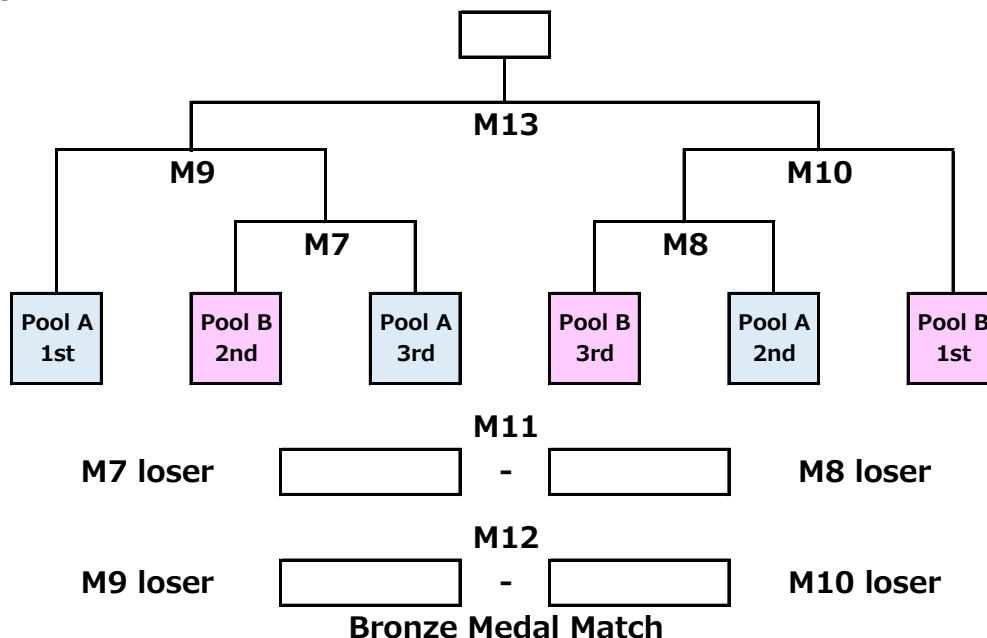 M13
M9
M10
M7
M8
Pool A
1st
Pool B
2nd
Pool A
3rd
Pool B
3rd
Pool A
2nd
Pool B
1st
M11
M7 loser - M8 loser
M12
M9 loser - M10 loser
Bronze Medal Match